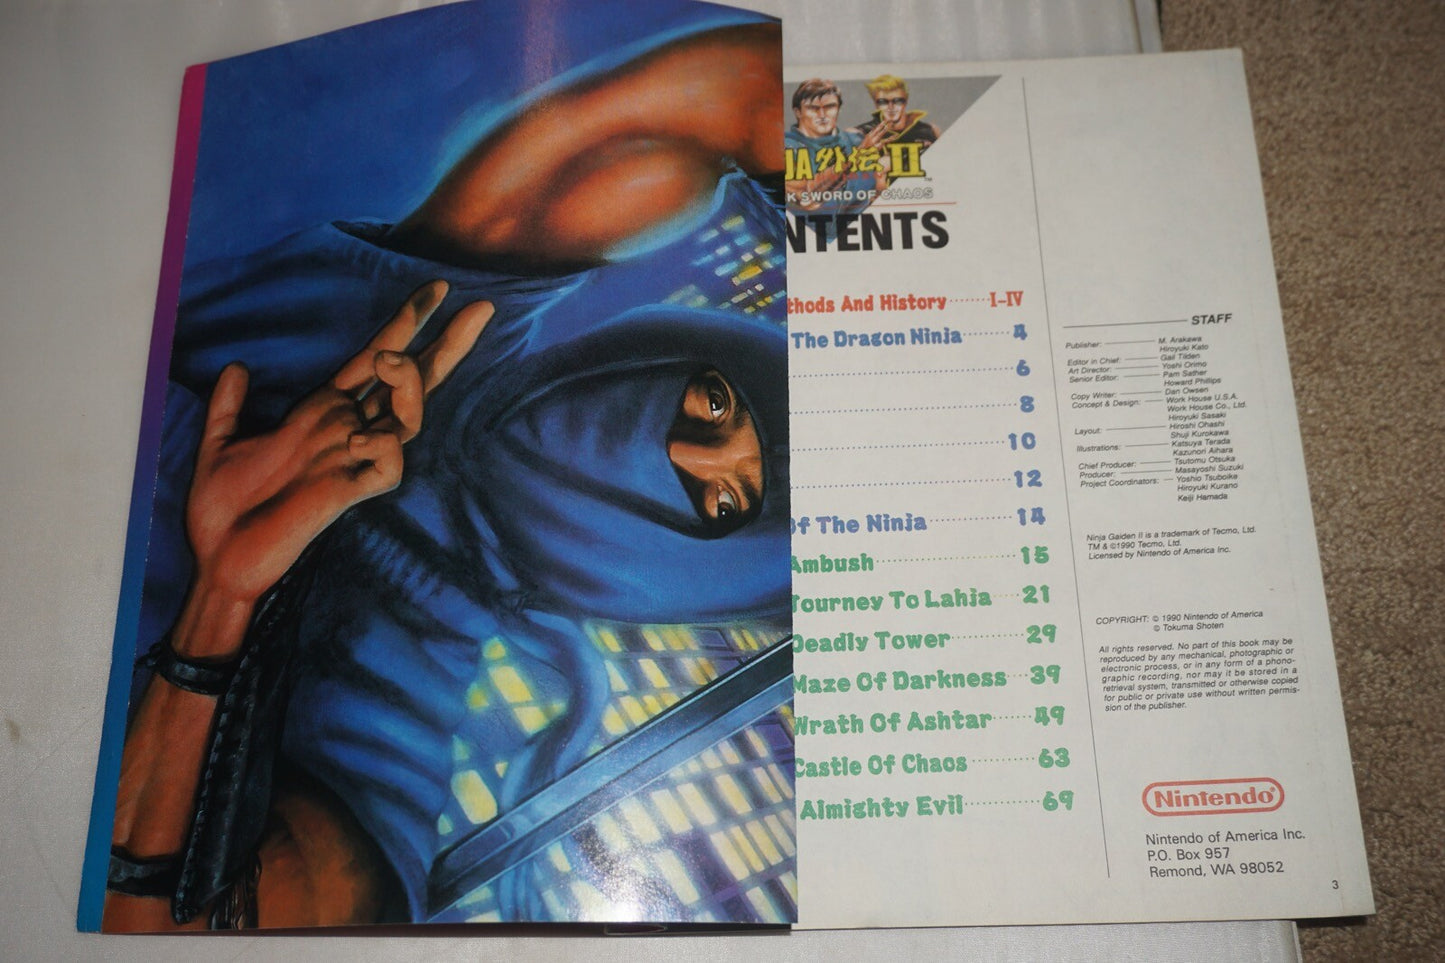 JA外伝II™
K SWORD OF CHAOS
NTENTS
thods And History I-IV
The Dragon Ninja 4
6
8
10
12
Of The Ninja 14
Ambush 15
Journey To Lahja 21
Deadly Tower 29
Maze Of Darkness 39
Wrath Of Ashtar 49
Castle Of Chaos 63
Almighty Evil 69
STAFF
Publisher: M. Arakawa
Hiroyuki Kato
Editor in Chief: Gail Tilden
Art Director: Yoshi Orimo
Senior Editor: Pam Sather
Howard Phillips
Copy Writer: Dan Owsen
Concept & Design: Work House U.S.A.
Work House Co., Ltd.
Hiroyuki Sasaki
Layout: Hiroshi Ohashi
Shuji Kurokawa
Illustrations: Katsuya Terada
Kazunori Aihara
Chief Producer: Tsutomu Otsuka
Producer: Masayoshi Suzuki
Project Coordinators: Yoshio Tsuboike
Hiroyuki Kurano
Keiji Hamada
Ninja Gaiden II is a trademark of Tecmo, Ltd.
TM & ©1990 Tecmo, Ltd.
Licensed by Nintendo of America Inc.
COPYRIGHT: © 1990 Nintendo of America
© Tokuma Shoten
All rights reserved. No part of this book may be
reproduced by any mechanical, photographic or
electronic process, or in any form of a phono-
graphic recording, nor may it be stored in a
retrieval system, transmitted or otherwise copied
for public or private use without written permis-
sion of the publisher.
Nintendo®
Nintendo of America Inc.
P.O. Box 957
Remond, WA 98052
3